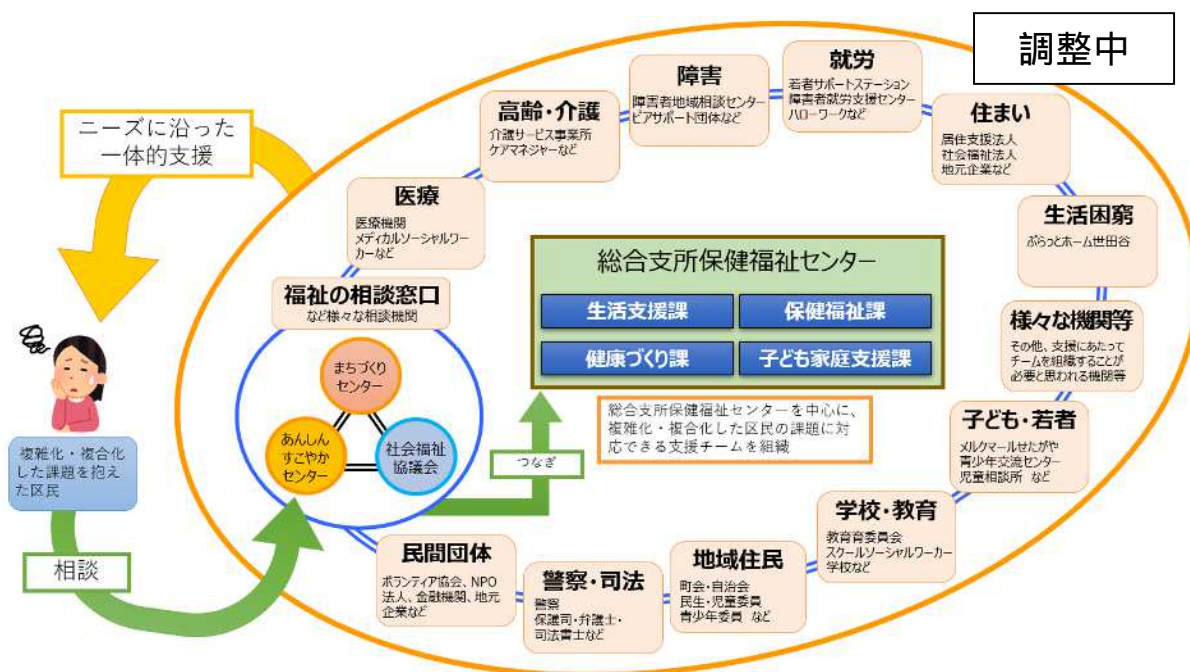 調整中
ニーズに沿った
一体的支援
複雑化・複合化
した課題を抱え
た区民
相談
医療
医療機関
メディカルソーシャルワー
カーなど
高齢・介護
介護サービス事業所
ケアマネジャーなど
障害
障害者地域相談センター
ピアサポート団体など
就労
若者サポートステーション
障害者就労支援センター
ハローワークなど
住まい
居住支援法人
社会福祉法人
地元企業など
生活困窮
ぷらっとホーム世田谷
様々な機関等
その他、支援にあたって
チームを組織することが
必要と思われる機関等
子ども・若者
メルクマールせたがや
青少年交流センター
児童相談所 など
学校・教育
教育育委員会
スクールソーシャルワーカー
学校など
地域住民
町会・自治会
民生・児童委員
青少年委員 など
警察・司法
警察
保護司・弁護士・
司法書士など
民間団体
ボランティア協会、NPO
法人、金融機関、地元
企業など
福祉の相談窓口
など様々な相談機関
まちづくり
センター
あんしん
すこやか
センター
社会福祉
協議会
つなぎ
総合支所保健福祉センター
生活支援課
保健福祉課
健康づくり課
子ども家庭支援課
総合支所保健福祉センターを中心に、
複雑化・複合化した区民の課題に対
応できる支援チームを組織